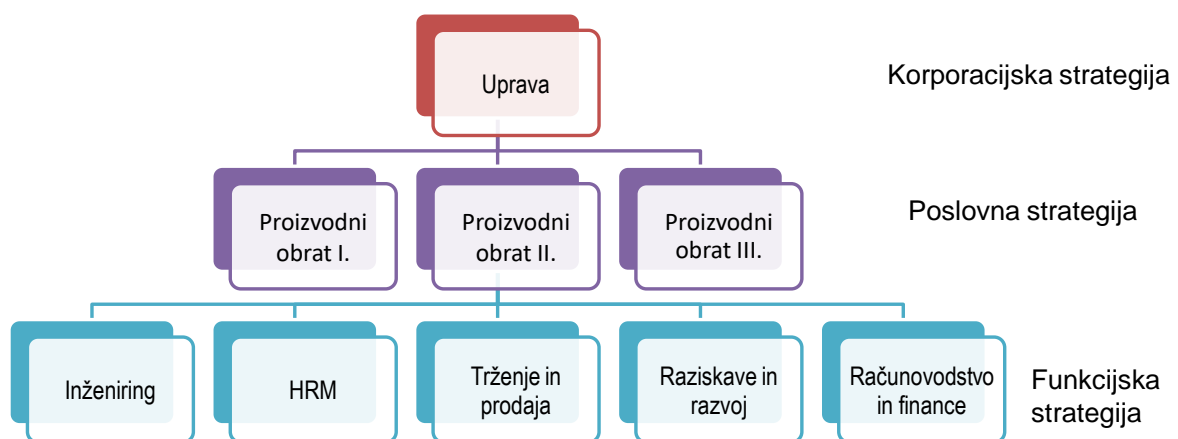 Uprava
Korporacijska strategija
Proizvodni
obrat I.
Proizvodni
obrat II.
Proizvodni
obrat III.
Poslovna strategija
Inženiring
HRM
Trženje in
prodaja
Raziskave in
razvoj
Računovodstvo
in finance
Funkcijska
strategija